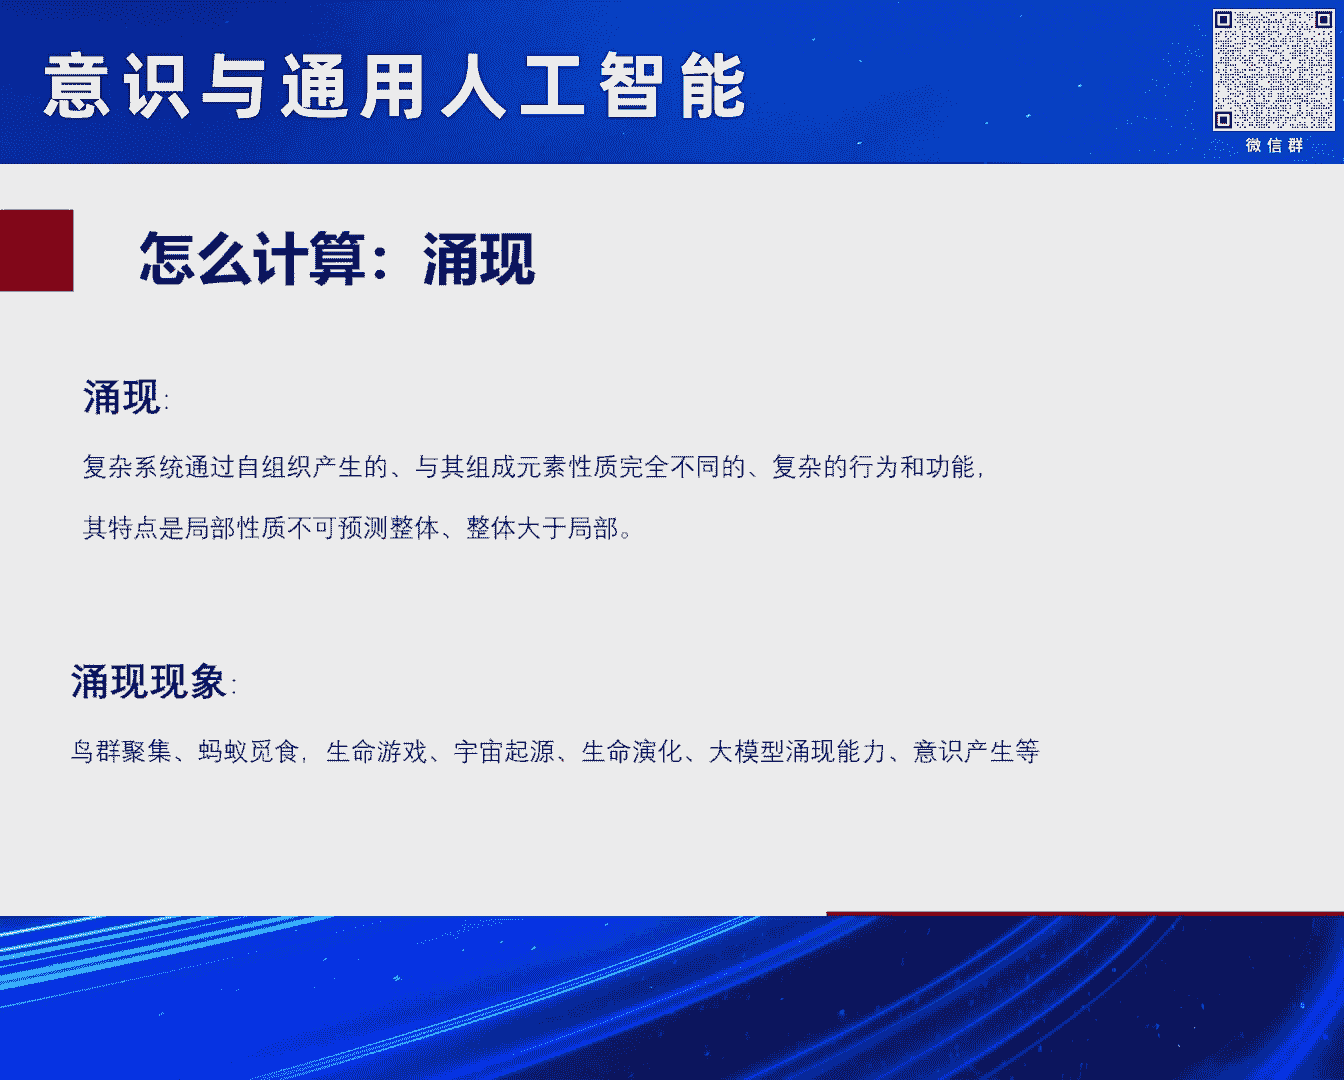 意识与通用人工智能
微信群
怎么计算：涌现
涌现：
复杂系统通过自组织产生的、与其组成元素性质完全不同的、复杂的行为和功能，
其特点是局部性质不可预测整体、整体大于局部。
涌现现象：
鸟群聚集、蚂蚁觅食，生命游戏、宇宙起源、生命演化、大模型涌现能力、意识产生等